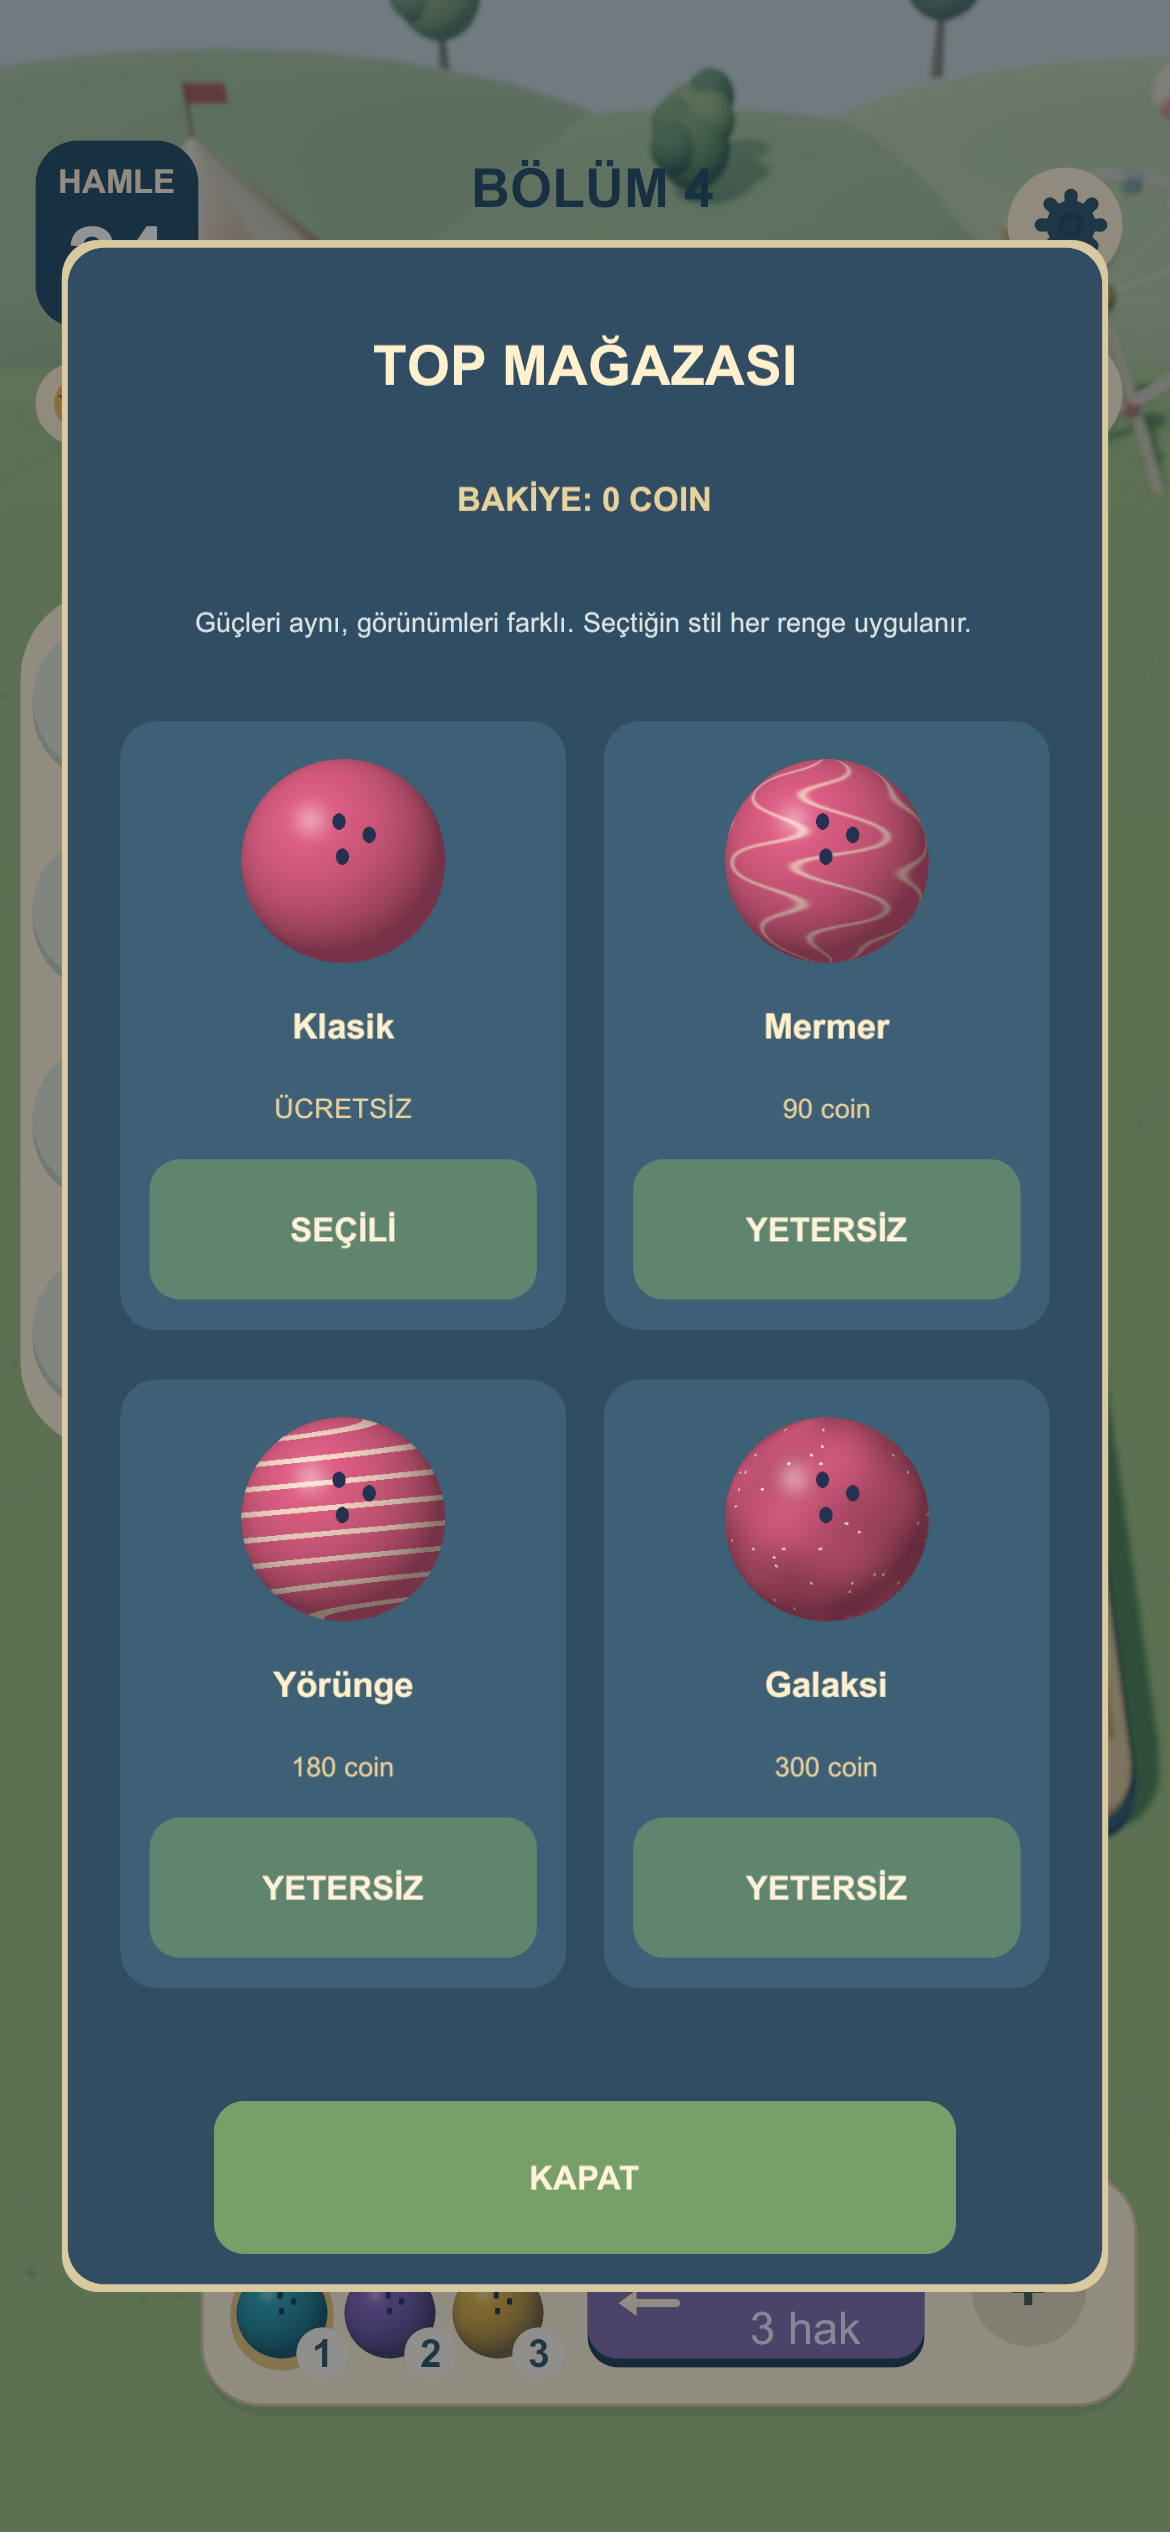 HAMLE
BÖLÜM 4
TOP MAĞAZASI
BAKİYE: 0 COIN
Güçleri aynı, görünümleri farklı. Seçtiğin stil her renge uygulanır.
Klasik
ÜCRETSİZ
SEÇİLİ
Mermer
90 coin
YETERSİZ
Yörünge
180 coin
YETERSİZ
Galaksi
300 coin
YETERSİZ
KAPAT
1
2
3
3 hak